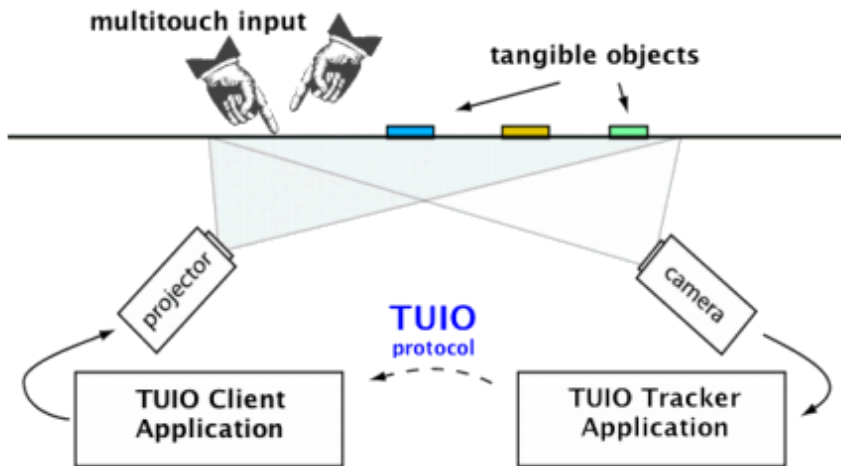 multitouch input
tangible objects
projector
camera
TUIO
protocol
TUIO Client
Application
TUIO Tracker
Application